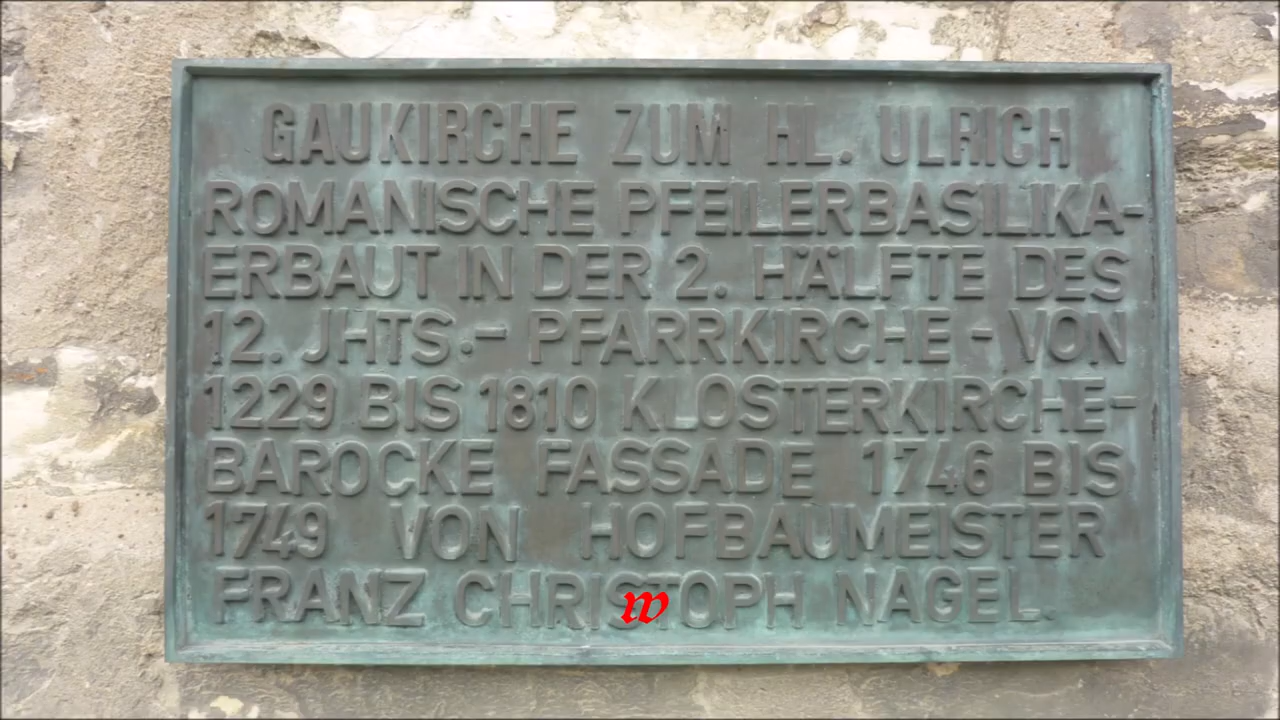 GAUKIRCHE ZUM HL. ULRICH
ROMANISCHE PFEILERBASILIKA-
ERBAUT IN DER 2. HÄLFTE DES
12. JHTS.- PFARRKIRCHE - VON
1229 BIS 1810 KLOSTERKIRCHE-
BAROCKE FASSADE 1746 BIS
1749 VON HOFBAUMEISTER
FRANZ CHRISTOPH NAGEL
w